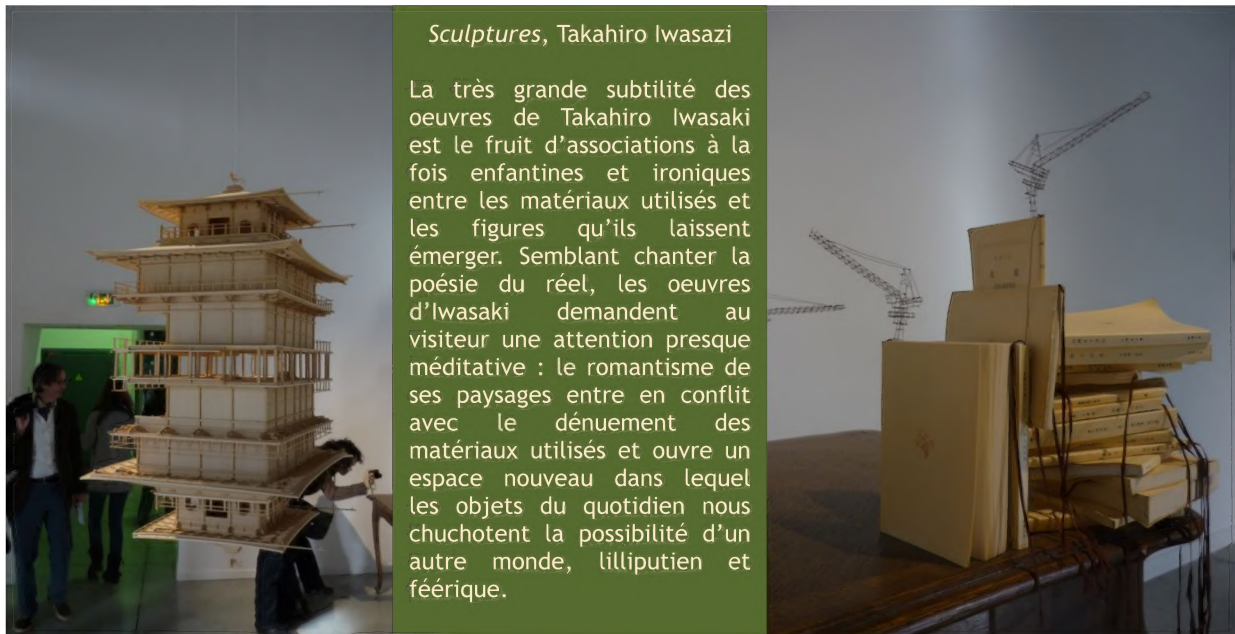 Sculptures, Takahiro Iwasazi
La très grande subtilité des
oeuvres de Takahiro Iwasaki
est le fruit d’associations à la
fois enfantines et ironiques
entre les matériaux utilisés et
les figures qu’ils laissent
émerger. Semblant chanter la
poésie du réel, les oeuvres
d’Iwasaki demandent au
visiteur une attention presque
méditative : le romantisme de
ses paysages entre en conflit
avec le dénuement des
matériaux utilisés et ouvre un
espace nouveau dans lequel
les objets du quotidien nous
chuchotent la possibilité d’un
autre monde, lilliputien et
féérique.